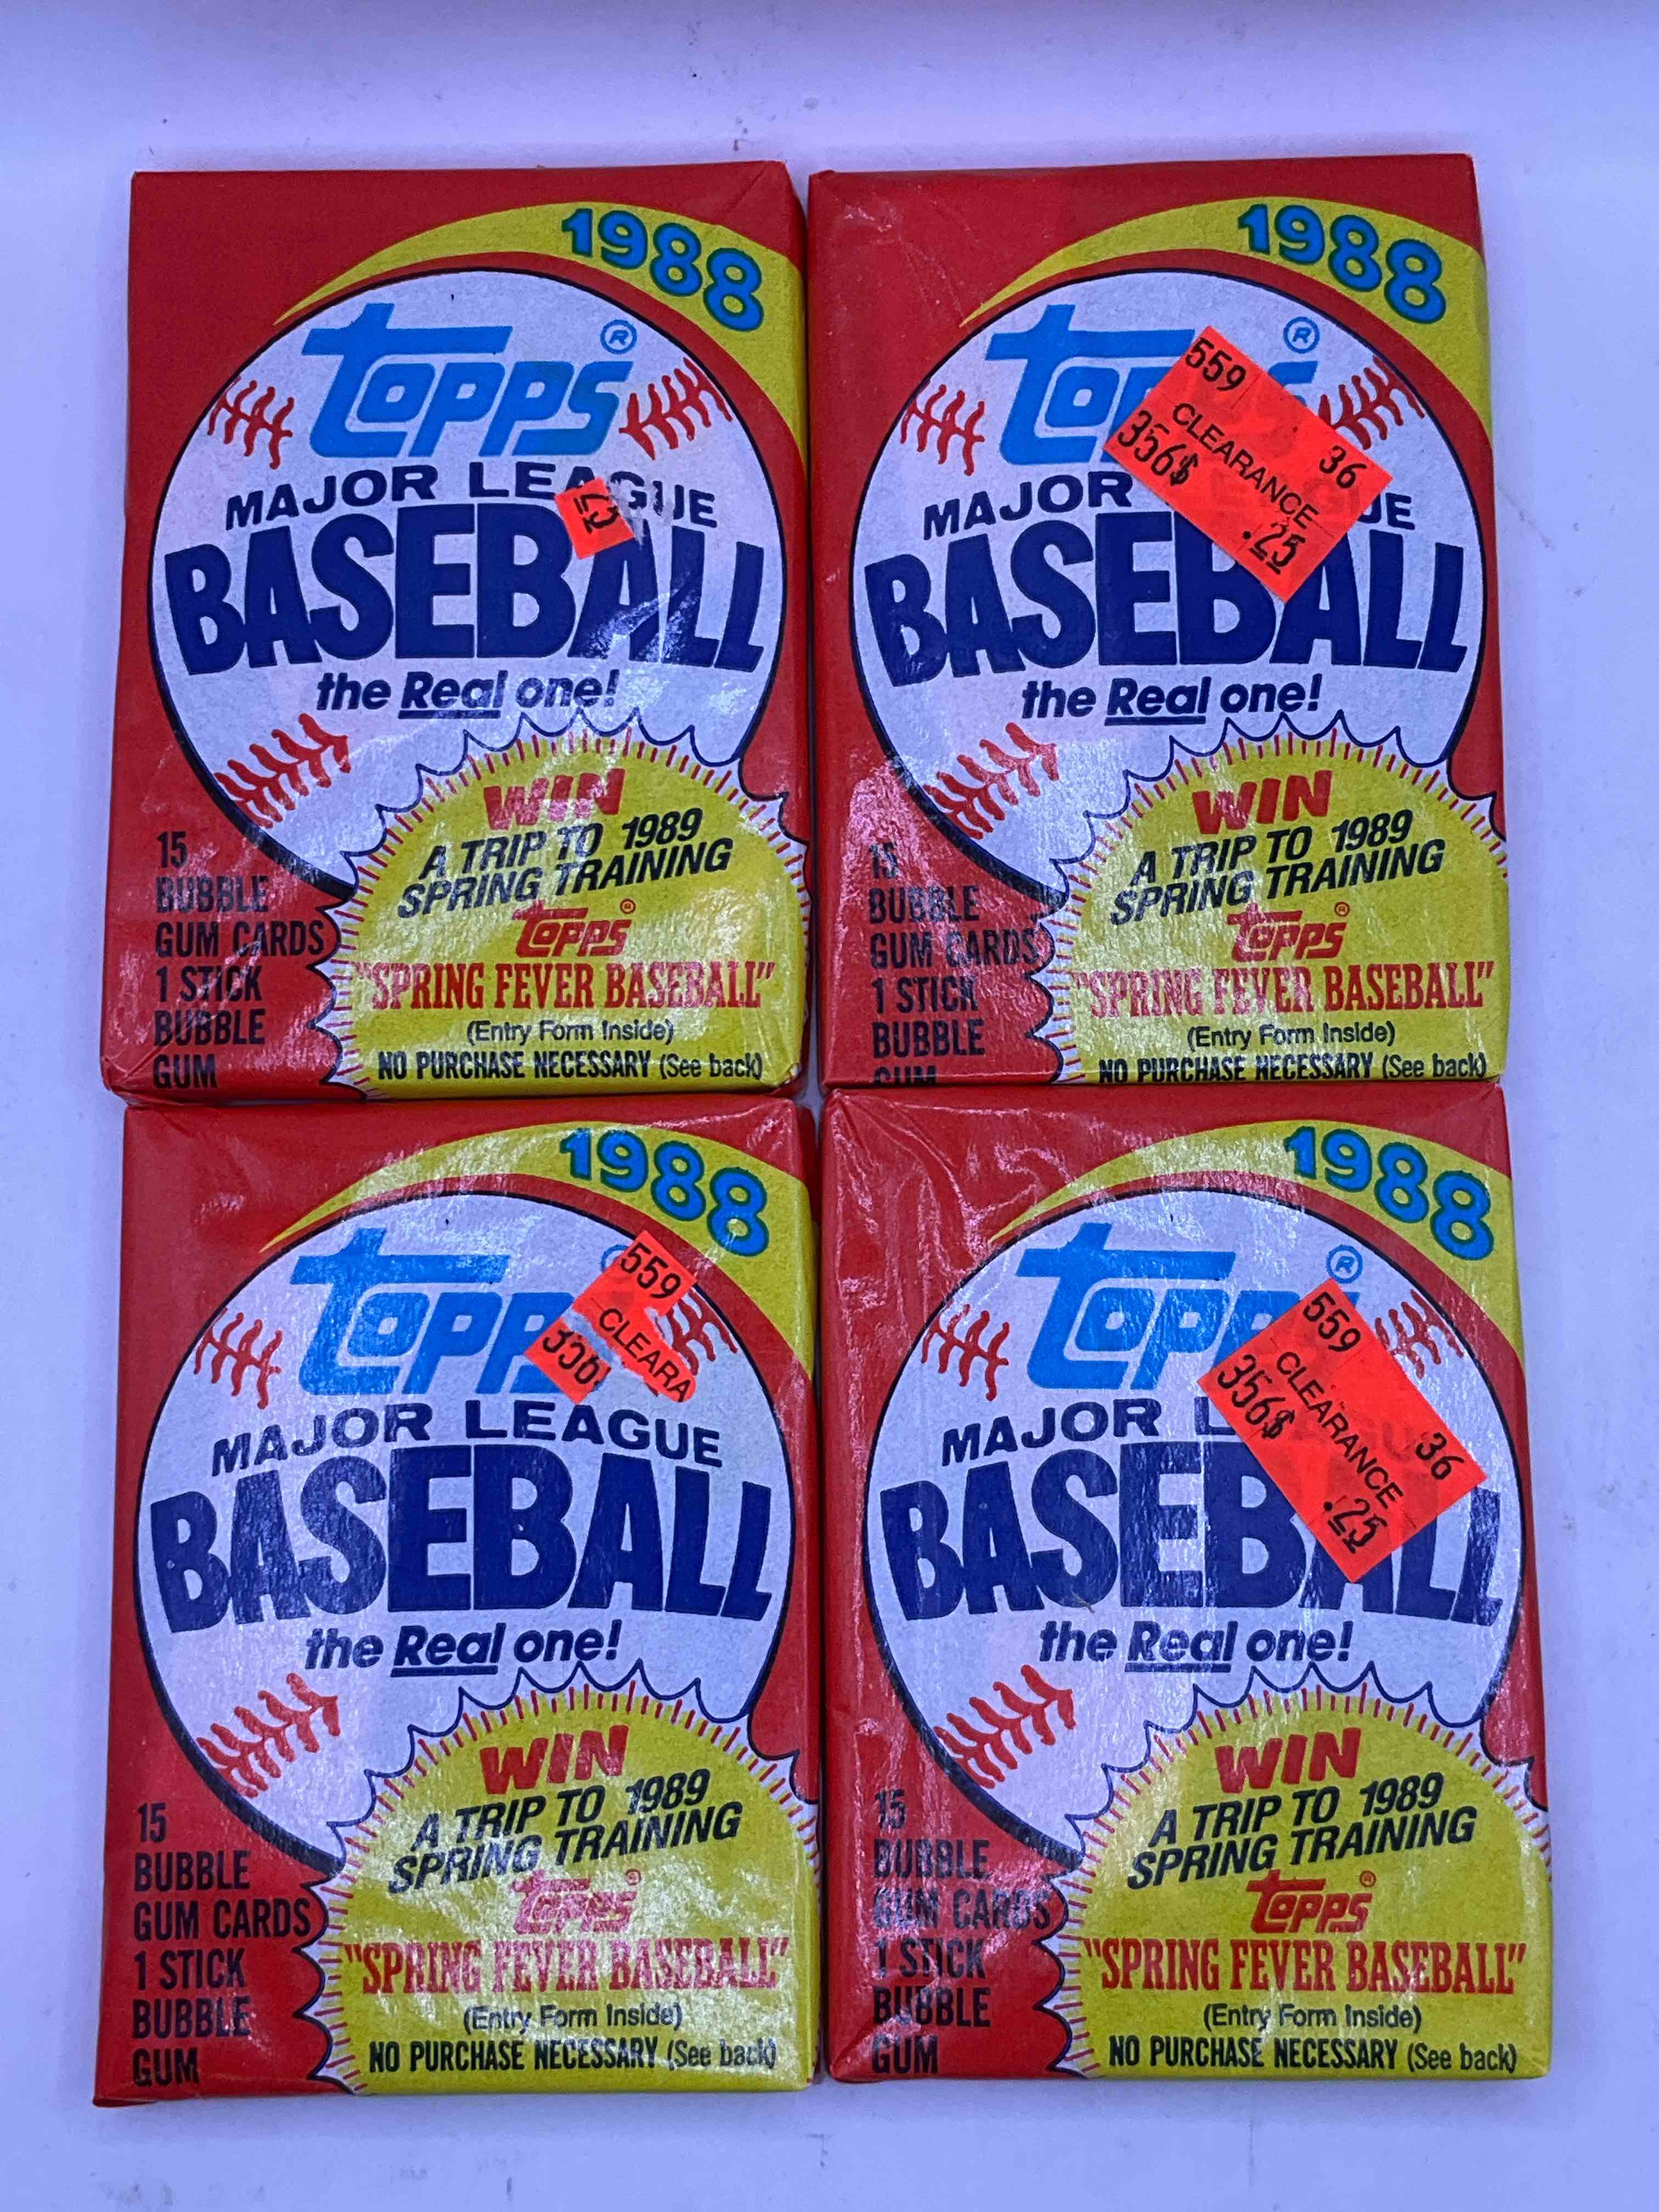 1988
Topps®
MAJOR LEAGUE
BASEBALL
the Real one!
WIN
A TRIP TO 1989
SPRING TRAINING
Topps®
"SPRING FEVER BASEBALL"
(Entry Form Inside)
NO PURCHASE NECESSARY (See back)
15
BUBBLE
GUM CARDS
1 STICK
BUBBLE
GUM
1988
Topps®
559
36
CLEARANCE
356$
.25
MAJOR
BASEBALL
the Real one!
WIN
A TRIP TO 1989
SPRING TRAINING
Topps®
"SPRING FEVER BASEBALL"
(Entry Form Inside)
NO PURCHASE NECESSARY (See back)
15
BUBBLE
GUM CARDS
1 STICK
BUBBLE
GUM
1988
Topps
559
CLEARA
MAJOR LEAGUE
BASEBALL
the Real one!
WIN
A TRIP TO 1989
SPRING TRAINING
Topps®
"SPRING FEVER BASEBALL"
(Entry Form Inside)
NO PURCHASE NECESSARY (See back)
15
BUBBLE
GUM CARDS
1 STICK
BUBBLE
GUM
1988
Topps®
559
36
CLEARANCE
356$
.25
MAJOR L
BASEBALL
the Real one!
WIN
A TRIP TO 1989
SPRING TRAINING
Topps®
"SPRING FEVER BASEBALL"
(Entry Form Inside)
NO PURCHASE NECESSARY (See back)
15
BUBBLE
GUM CARDS
1 STICK
BUBBLE
GUM